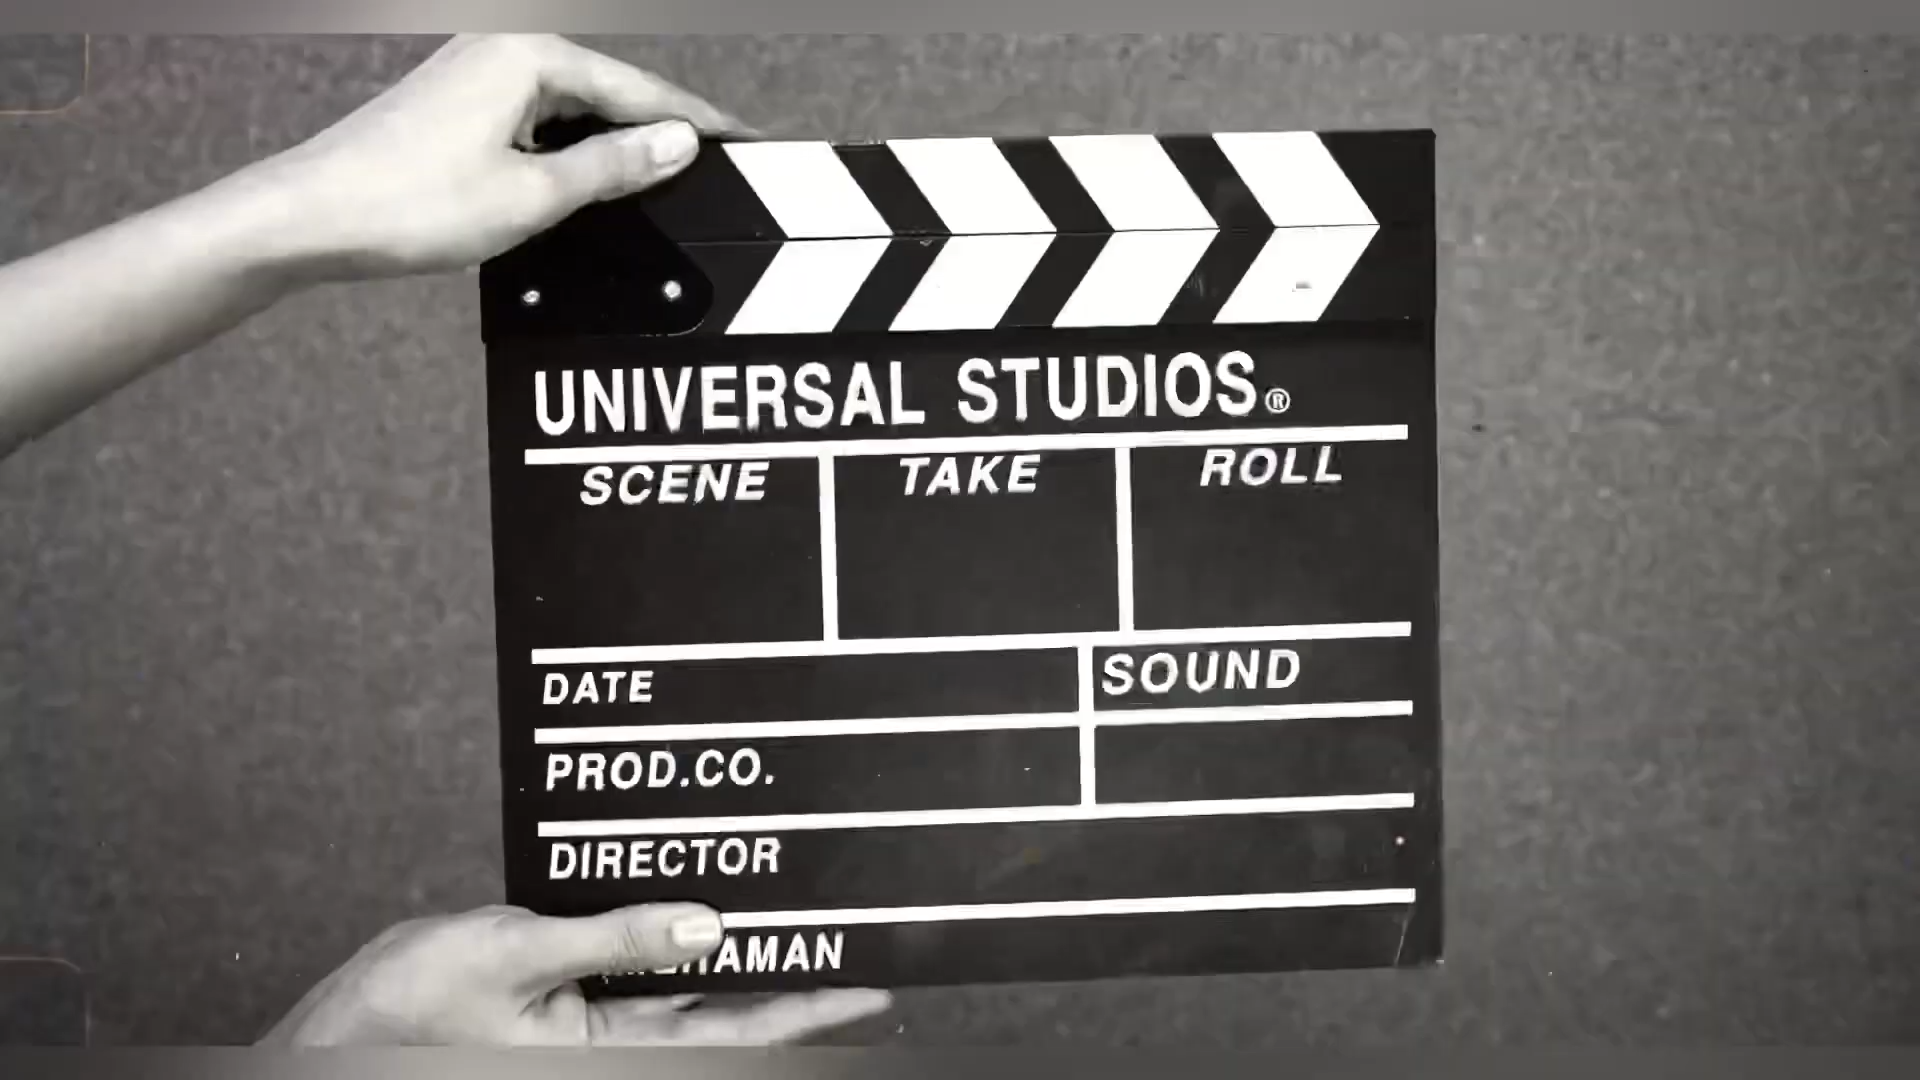 UNIVERSAL STUDIOS®
SCENE TAKE ROLL
DATE SOUND
PROD.CO.
DIRECTOR